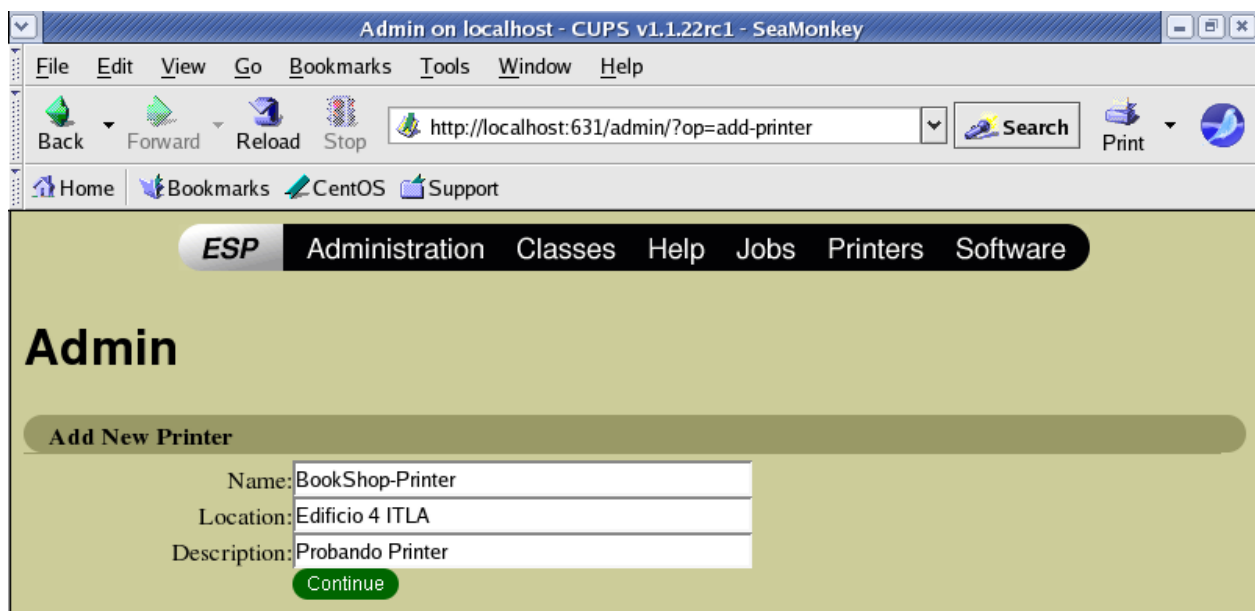 Admin on localhost - CUPS v1.1.22rc1 - SeaMonkey
File Edit View Go Bookmarks Tools Window Help
Back Forward Reload Stop http://localhost:631/admin/?op=add-printer Search Print
Home Bookmarks CentOS Support
ESP Administration Classes Help Jobs Printers Software
Admin
Add New Printer
Name: BookShop-Printer
Location: Edificio 4 ITLA
Description: Probando Printer
Continue